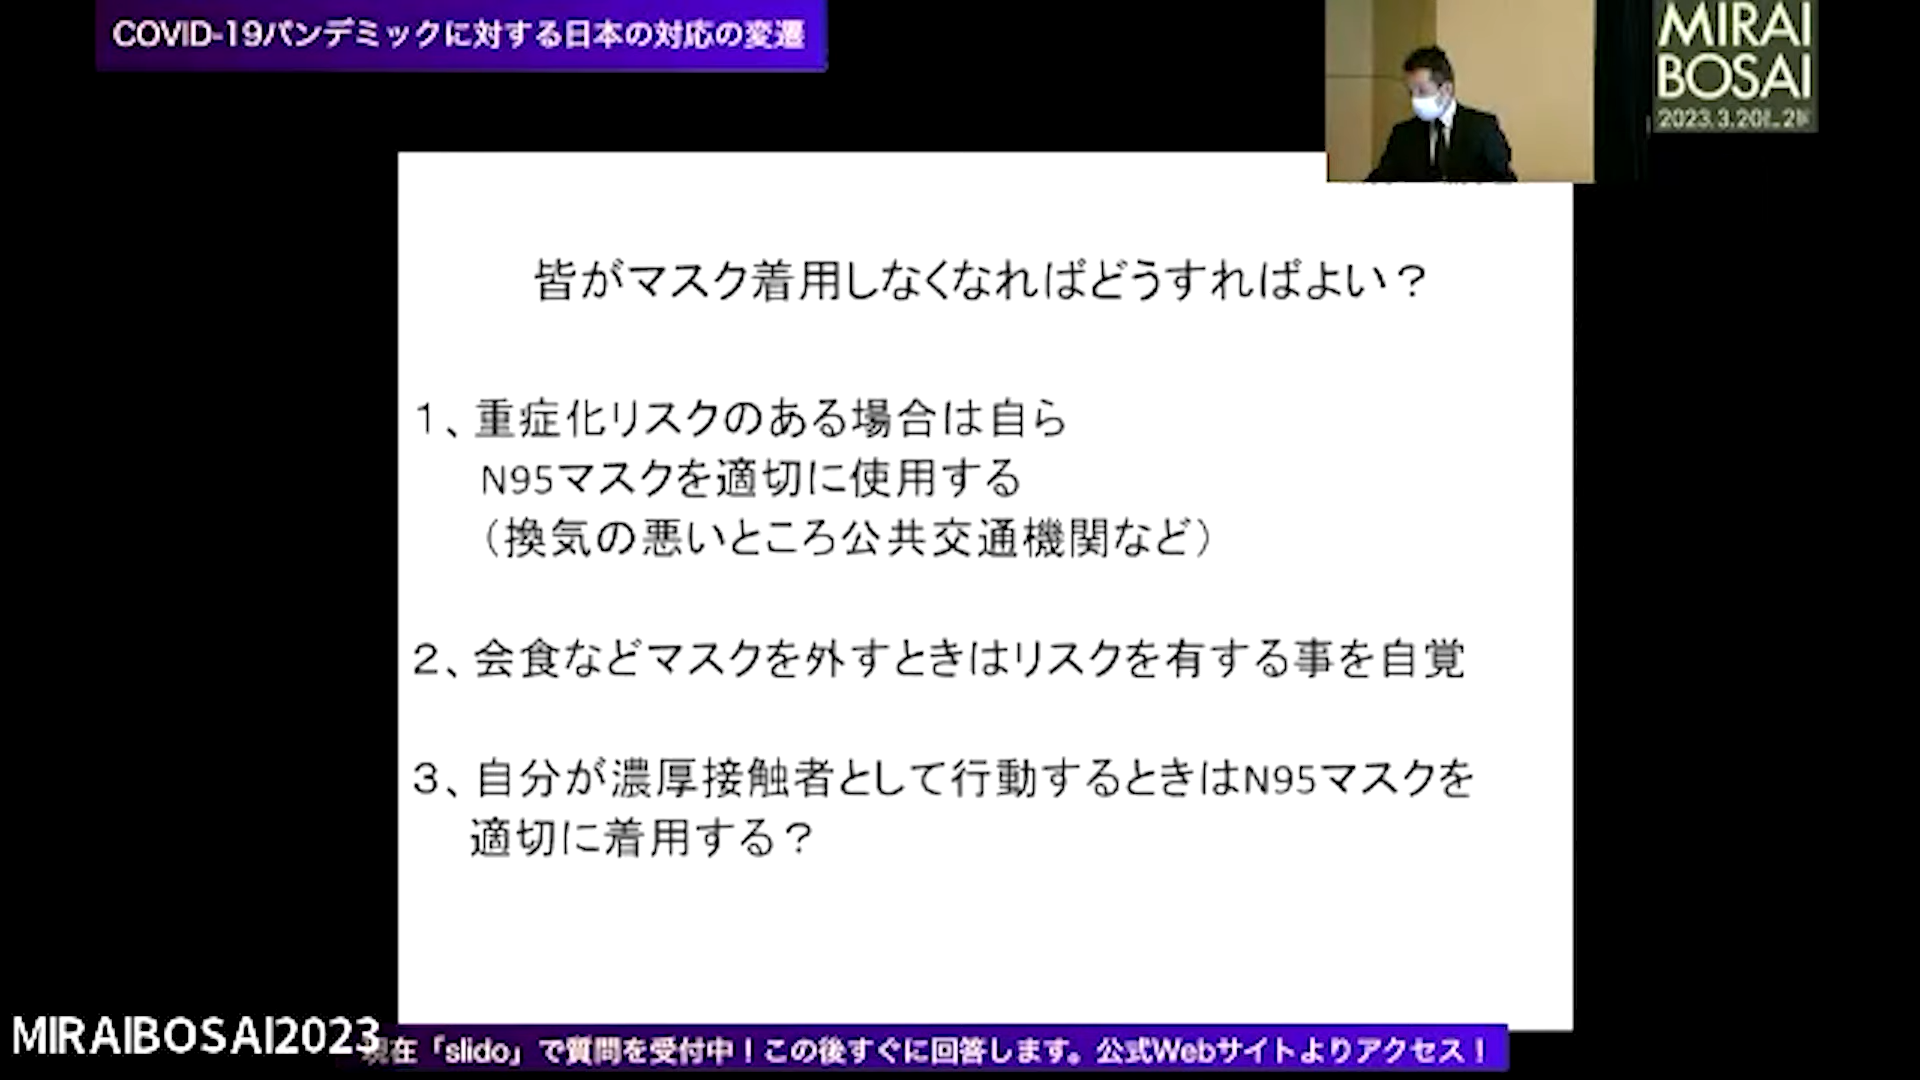 COVID-19パンデミックに対する日本の対応の変遷
MIRAI
BOSAI
皆がマスク着用しなくなればどうすればよい？
１、重症化リスクのある場合は自ら
N95マスクを適切に使用する
（換気の悪いところ公共交通機関など）
２、会食などマスクを外すときはリスクを有する事を自覚
３、自分が濃厚接触者として行動するときはN95マスクを
適切に着用する？
MIRAIBOSAI2023
現在「slido」で質問を受付中！この後すぐに回答します。公式Webサイトよりアクセス！